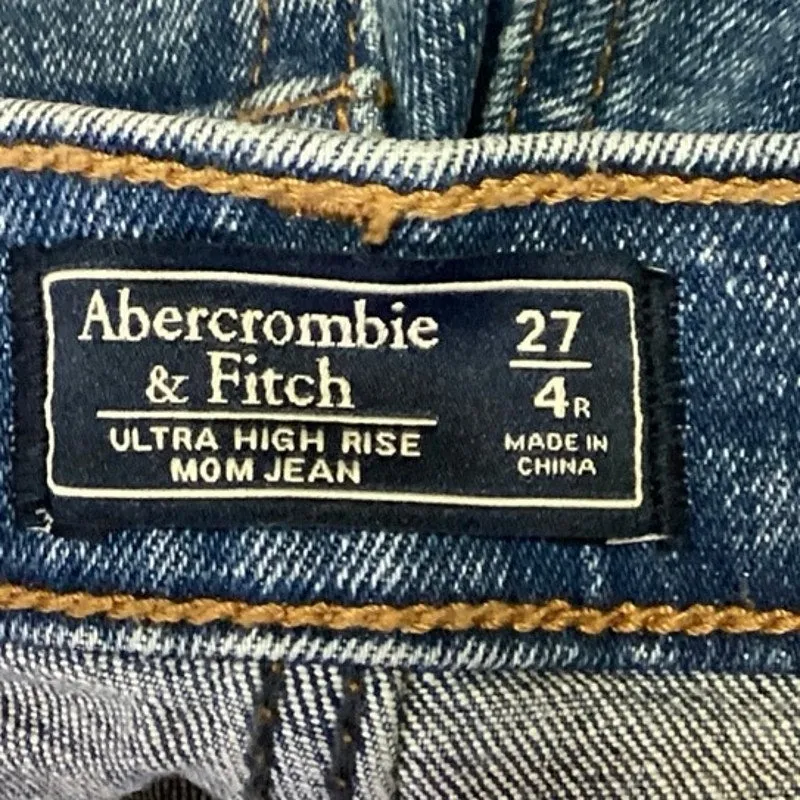 Abercrombie
& Fitch
ULTRA HIGH RISE
MOM JEAN
27
4R
MADE IN
CHINA